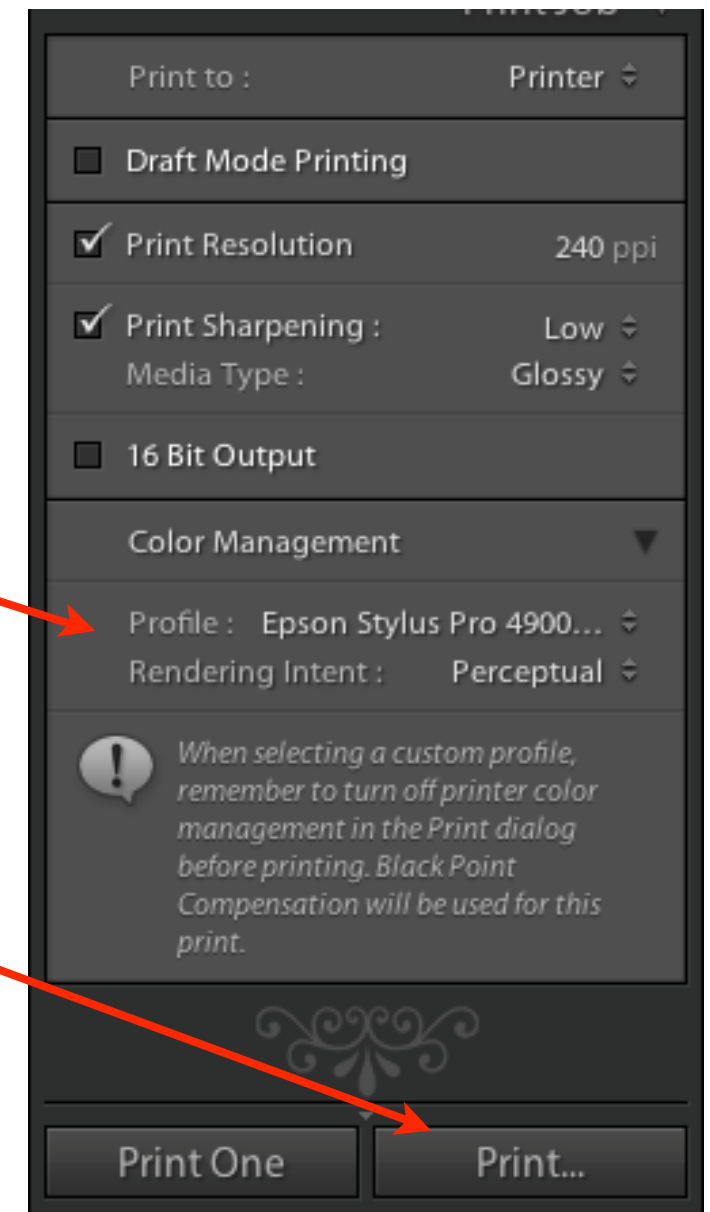 Print Job
Print to : Printer
Draft Mode Printing
Print Resolution 240 ppi
Print Sharpening : Low
Media Type : Glossy
16 Bit Output
Color Management
Profile : Epson Stylus Pro 4900...
Rendering Intent : Perceptual
When selecting a custom profile,
remember to turn off printer color
management in the Print dialog
before printing. Black Point
Compensation will be used for this
print.
Print One Print...